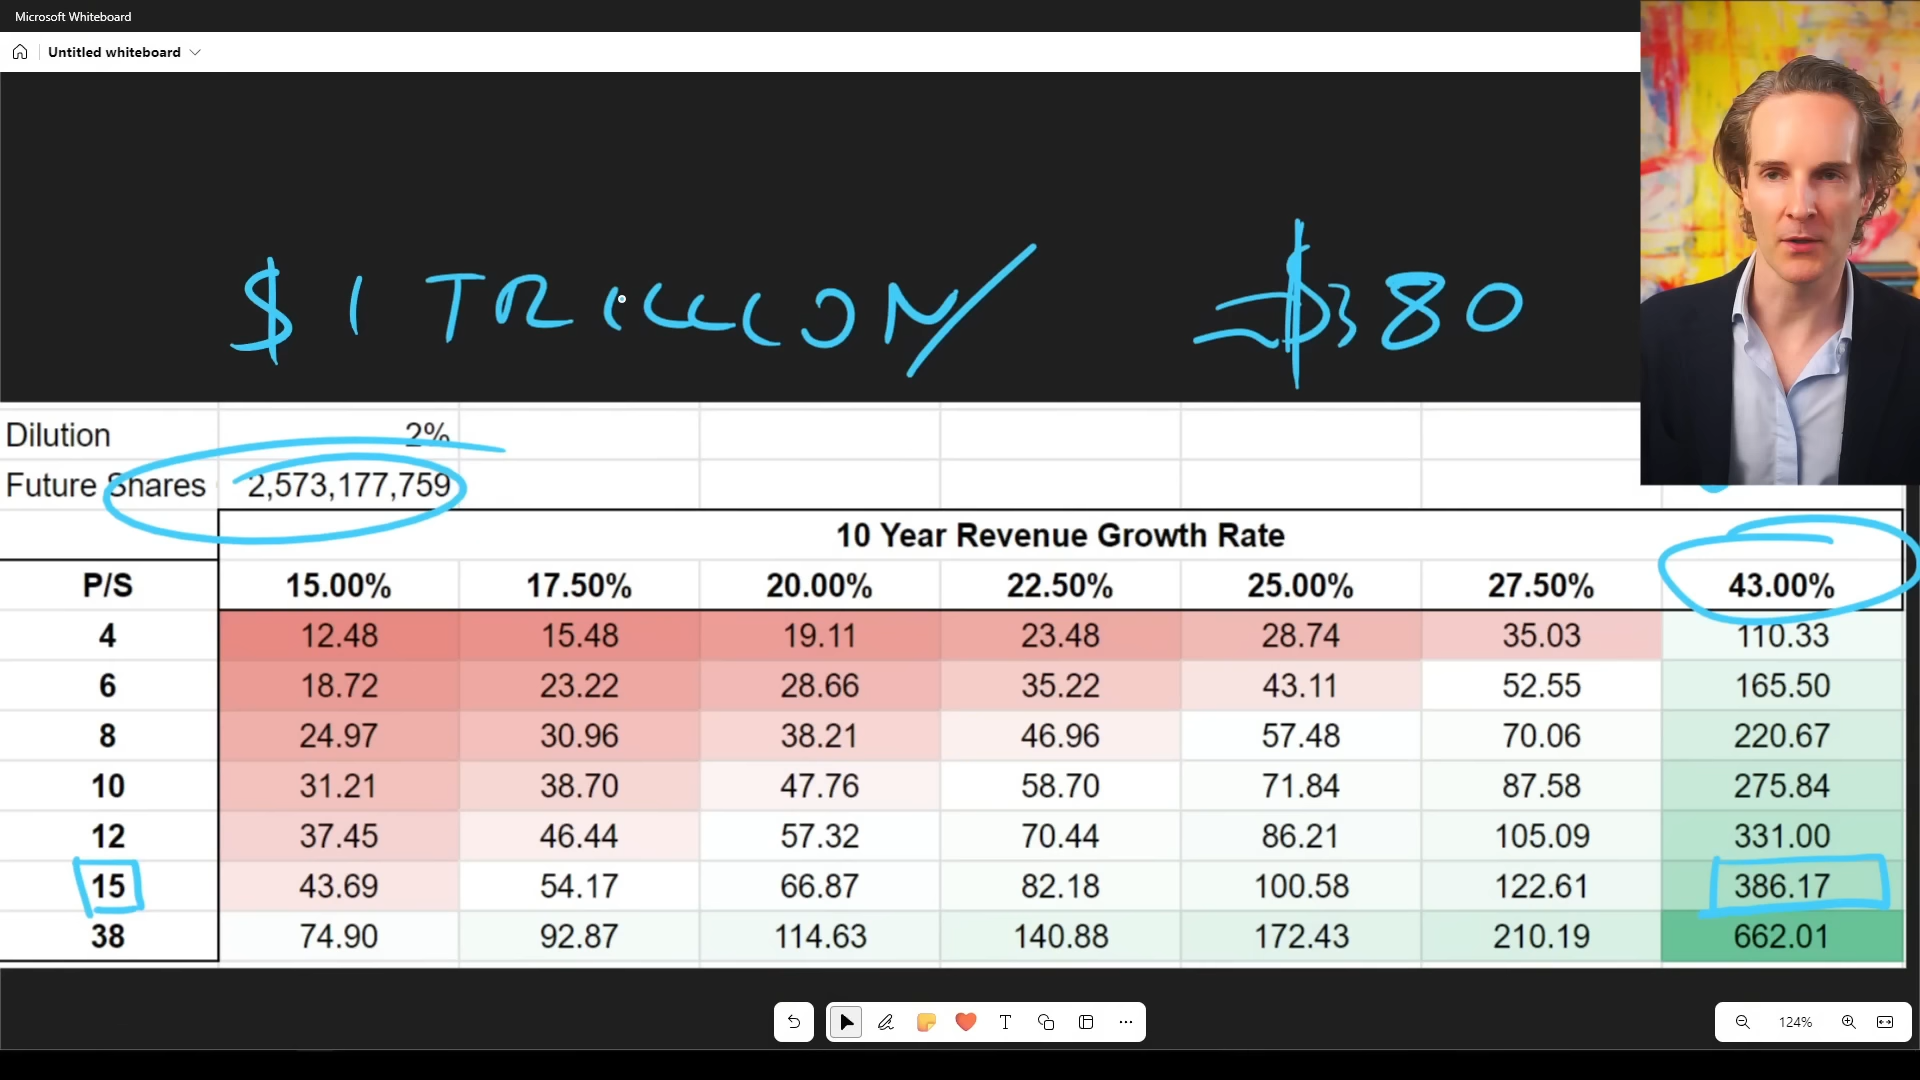 Microsoft Whiteboard
Untitled whiteboard
$1 TRILLION ≈$380
Dilution 2%
Future Shares 2,573,177,759
10 Year Revenue Growth Rate
P/S 15.00% 17.50% 20.00% 22.50% 25.00% 27.50% 43.00%
4 12.48 15.48 19.11 23.48 28.74 35.03 110.33
6 18.72 23.22 28.66 35.22 43.11 52.55 165.50
8 24.97 30.96 38.21 46.96 57.48 70.06 220.67
10 31.21 38.70 47.76 58.70 71.84 87.58 275.84
12 37.45 46.44 57.32 70.44 86.21 105.09 331.00
15 43.69 54.17 66.87 82.18 100.58 122.61 386.17
38 74.90 92.87 114.63 140.88 172.43 210.19 662.01
T
124%